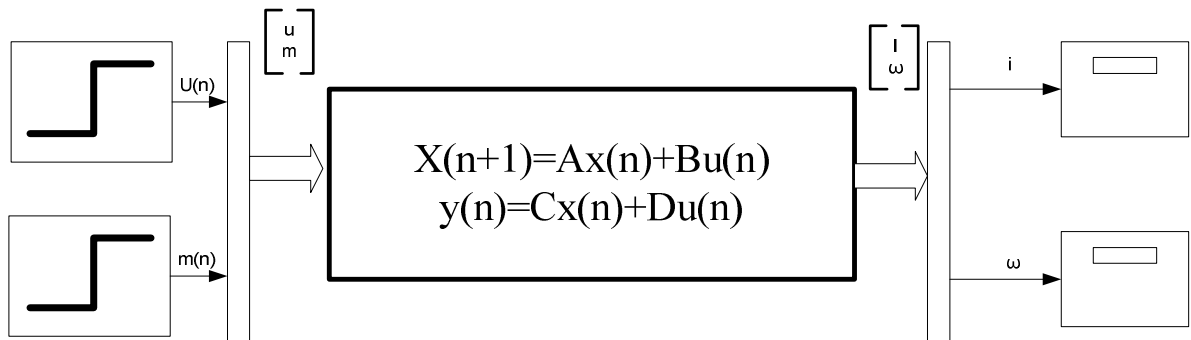 u
m
I
ω
U(n)
i
X(n+1)=Ax(n)+Bu(n)
y(n)=Cx(n)+Du(n)
m(n)
ω